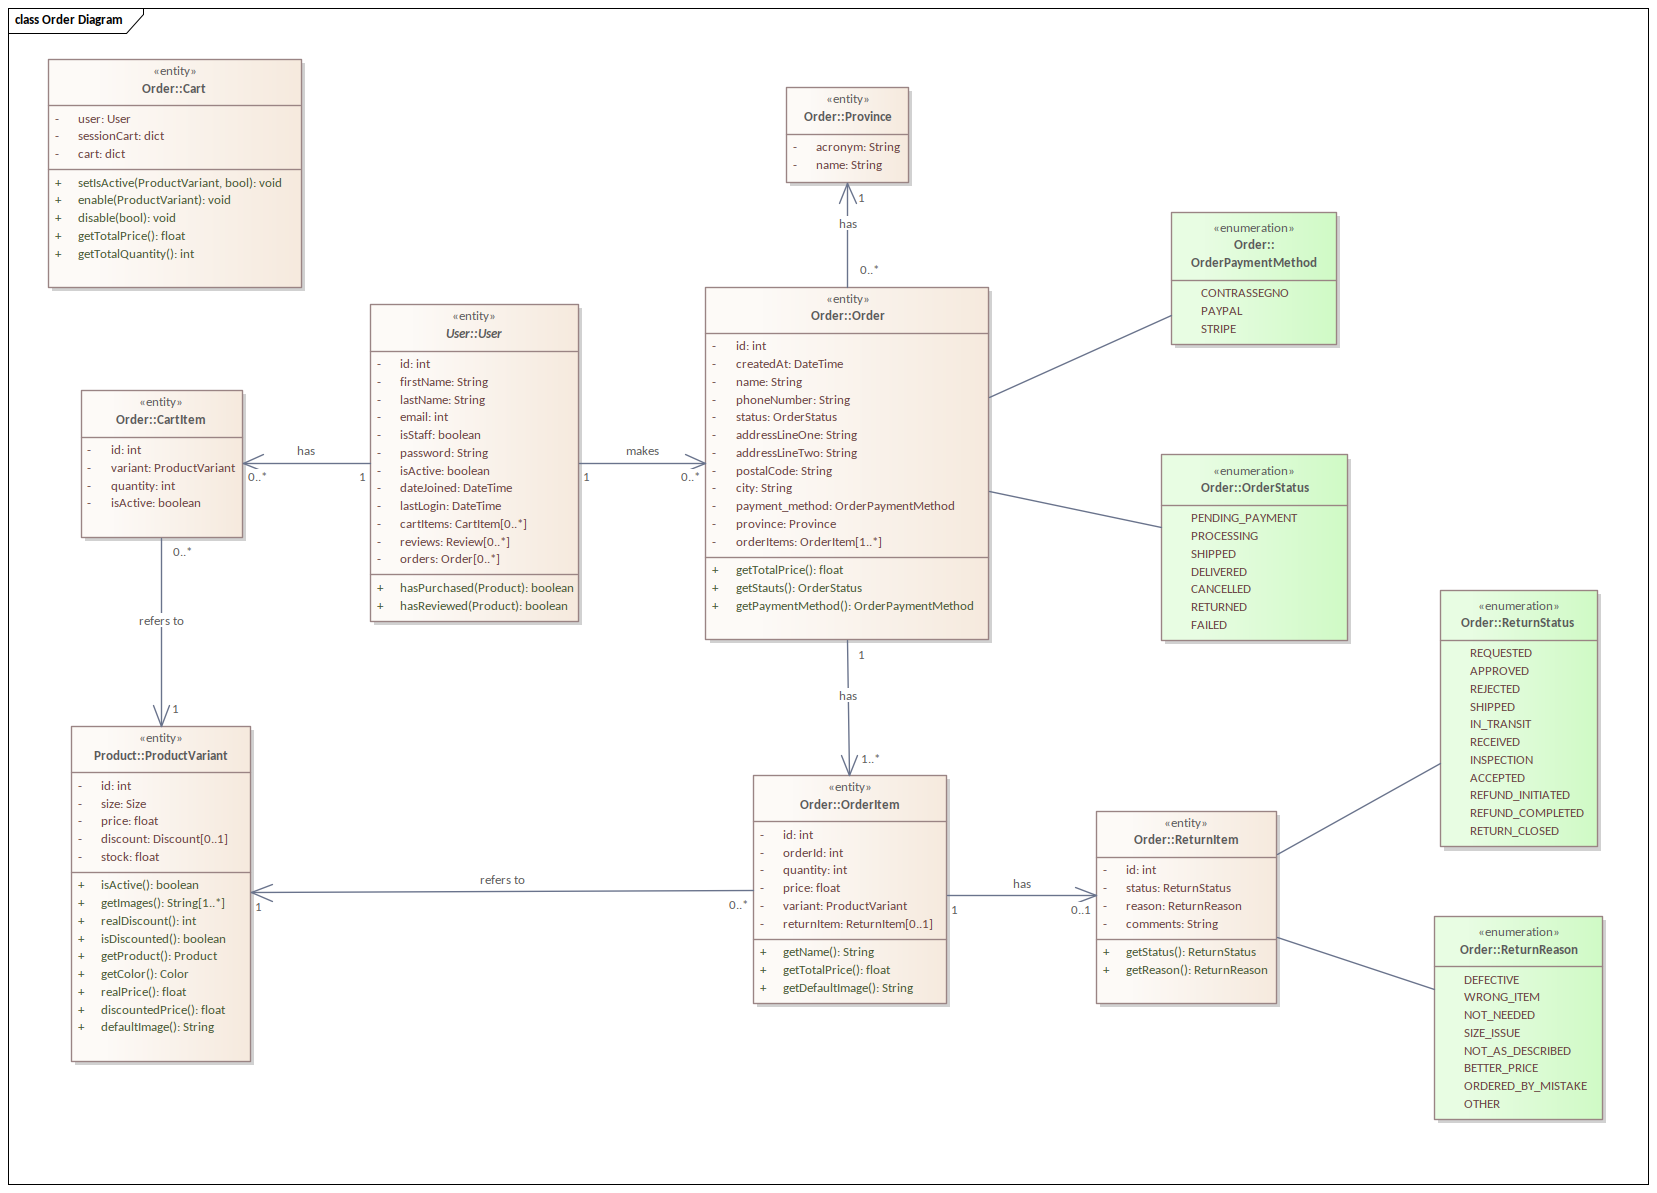 class Order Diagram
«entity»
Order::Cart
- user: User
- sessionCart: dict
- cart: dict
+ setIsActive(ProductVariant, bool): void
+ enable(ProductVariant): void
+ disable(bool): void
+ getTotalPrice(): float
+ getTotalQuantity(): int
«entity»
Order::Province
- acronym: String
- name: String
1
has
0..*
«enumeration»
Order::
OrderPaymentMethod
CONTRASSEGNO
PAYPAL
STRIPE
«entity»
User::User
- id: int
- firstName: String
- lastName: String
- email: int
- isStaff: boolean
- password: String
- isActive: boolean
- dateJoined: DateTime
- lastLogin: DateTime
- cartItems: CartItem[0..*]
- reviews: Review[0..*]
- orders: Order[0..*]
+ hasPurchased(Product): boolean
+ hasReviewed(Product): boolean
«entity»
Order::Order
- id: int
- createdAt: DateTime
- name: String
- phoneNumber: String
- status: OrderStatus
- addressLineOne: String
- addressLineTwo: String
- postalCode: String
- city: String
- payment_method: OrderPaymentMethod
- province: Province
- orderItems: OrderItem[1..*]
+ getTotalPrice(): float
+ getStauts(): OrderStatus
+ getPaymentMethod(): OrderPaymentMethod
«entity»
Order::CartItem
- id: int
- variant: ProductVariant
- quantity: int
- isActive: boolean
has
0..*
1
makes
1
0..*
«enumeration»
Order::OrderStatus
PENDING_PAYMENT
PROCESSING
SHIPPED
DELIVERED
CANCELLED
RETURNED
FAILED
0..*
refers to
1
1
has
1..*
«enumeration»
Order::ReturnStatus
REQUESTED
APPROVED
REJECTED
SHIPPED
IN_TRANSIT
RECEIVED
INSPECTION
ACCEPTED
REFUND_INITIATED
REFUND_COMPLETED
RETURN_CLOSED
«entity»
Product::ProductVariant
- id: int
- size: Size
- price: float
- discount: Discount[0..1]
- stock: float
+ isActive(): boolean
+ getImages(): String[1..*]
+ realDiscount(): int
+ isDiscounted(): boolean
+ getProduct(): Product
+ getColor(): Color
+ realPrice(): float
+ discountedPrice(): float
+ defaultImage(): String
refers to
1
0..*
«entity»
Order::OrderItem
- id: int
- orderId: int
- quantity: int
- price: float
- variant: ProductVariant
- returnItem: ReturnItem[0..1]
+ getName(): String
+ getTotalPrice(): float
+ getDefaultImage(): String
has
1
0..1
«entity»
Order::ReturnItem
- id: int
- status: ReturnStatus
- reason: ReturnReason
- comments: String
+ getStatus(): ReturnStatus
+ getReason(): ReturnReason
«enumeration»
Order::ReturnReason
DEFECTIVE
WRONG_ITEM
NOT_NEEDED
SIZE_ISSUE
NOT_AS_DESCRIBED
BETTER_PRICE
ORDERED_BY_MISTAKE
OTHER